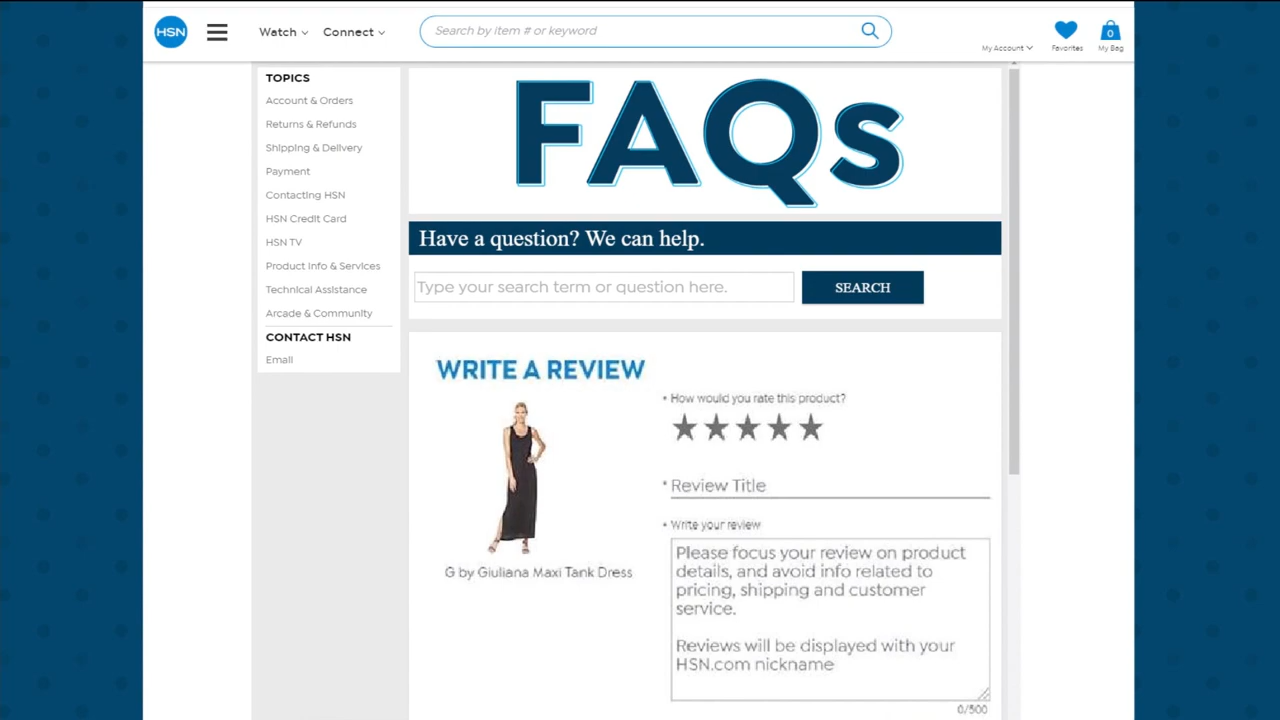 HSN
Watch
Connect
Search by item # or keyword
My Account
Favorites
0
My Bag
TOPICS
Account & Orders
Returns & Refunds
Shipping & Delivery
Payment
Contacting HSN
HSN Credit Card
HSN TV
Product Info & Services
Technical Assistance
Arcade & Community
CONTACT HSN
Email
FAQs
Have a question? We can help.
Type your search term or question here.
SEARCH
WRITE A REVIEW
G by Giuliana Maxi Tank Dress
* How would you rate this product?
* Review Title
* Write your review
Please focus your review on product
details, and avoid info related to
pricing, shipping and customer
service.
Reviews will be displayed with your
HSN.com nickname
0/500